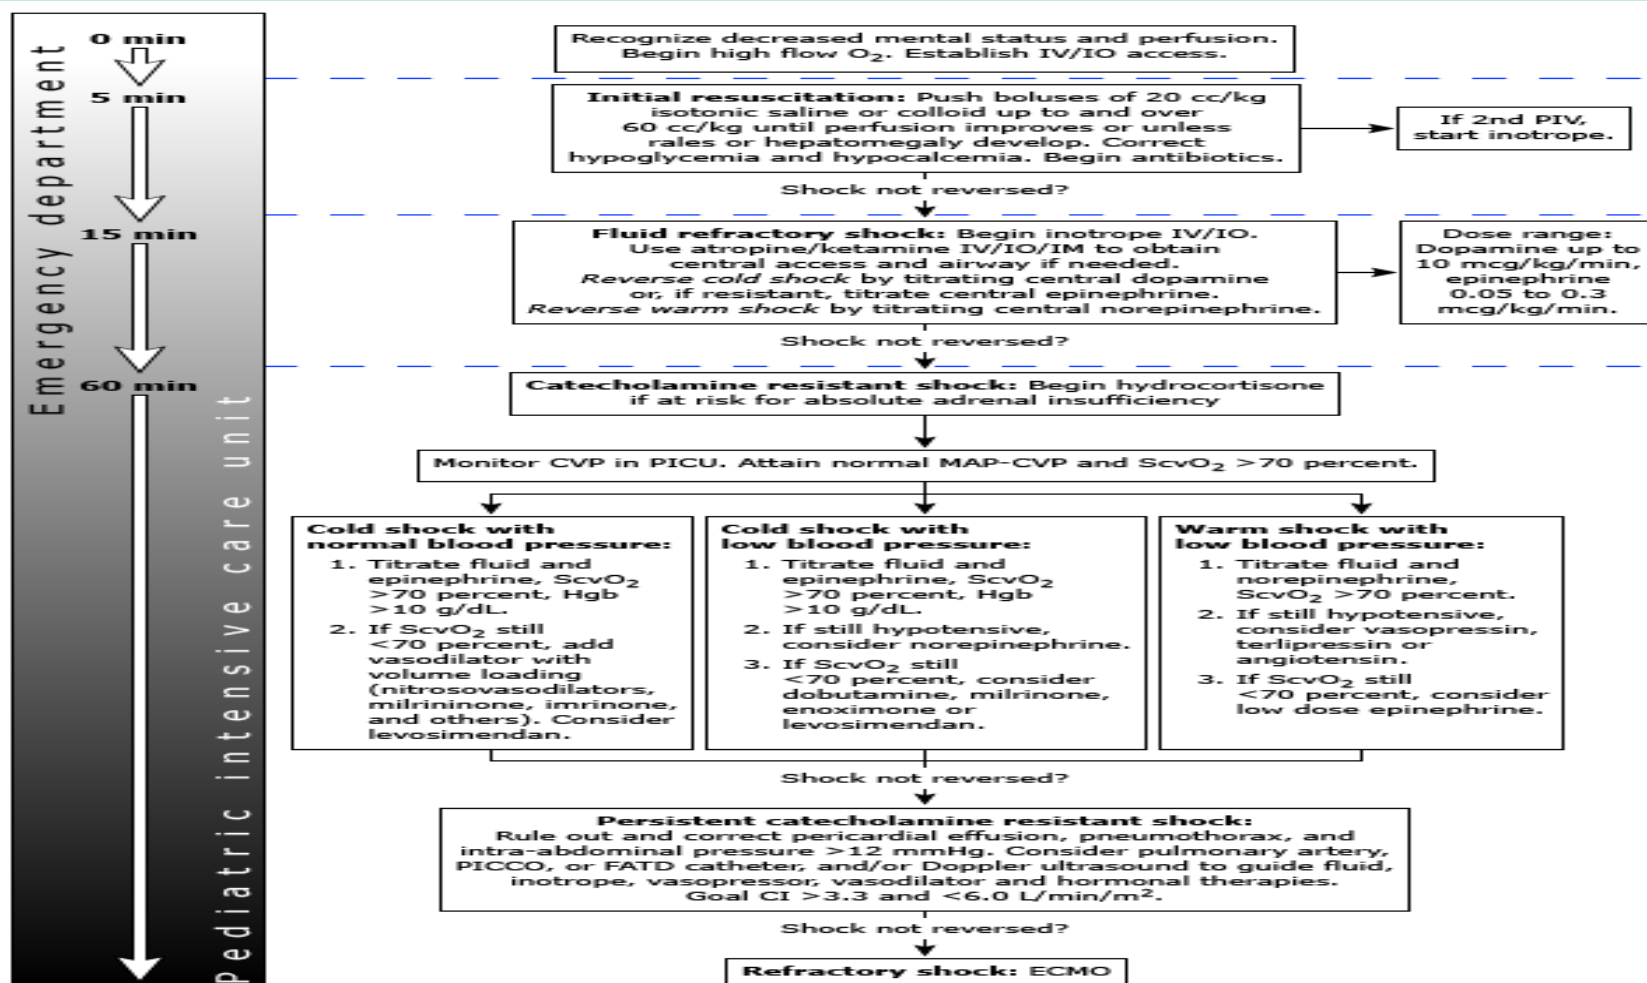 0 min
5 min
15 min
60 min
Emergency department
Pediatric intensive care unit
Recognize decreased mental status and perfusion.
Begin high flow O₂. Establish IV/IO access.
Initial resuscitation: Push boluses of 20 cc/kg
isotonic saline or colloid up to and over
60 cc/kg until perfusion improves or unless
rales or hepatomegaly develop. Correct
hypoglycemia and hypocalcemia. Begin antibiotics.
If 2nd PIV,
start inotrope.
Shock not reversed?
Fluid refractory shock: Begin inotrope IV/IO.
Use atropine/ketamine IV/IO/IM to obtain
central access and airway if needed.
Reverse cold shock by titrating central dopamine
or, if resistant, titrate central epinephrine.
Reverse warm shock by titrating central norepinephrine.
Dose range:
Dopamine up to
10 mcg/kg/min,
epinephrine
0.05 to 0.3
mcg/kg/min.
Shock not reversed?
Catecholamine resistant shock: Begin hydrocortisone
if at risk for absolute adrenal insufficiency
Monitor CVP in PICU. Attain normal MAP-CVP and ScvO₂ >70 percent.
Cold shock with
normal blood pressure:
1. Titrate fluid and
epinephrine, ScvO₂
>70 percent, Hgb
>10 g/dL.
2. If ScvO₂ still
<70 percent, add
vasodilator with
volume loading
(nitrosovasodilators,
milrininone, imrinone,
and others). Consider
levosimendan.
Cold shock with
low blood pressure:
1. Titrate fluid and
epinephrine, ScvO₂
>70 percent, Hgb
>10 g/dL.
2. If still hypotensive,
consider norepinephrine.
3. If ScvO₂ still
<70 percent, consider
dobutamine, milrinone,
enoximone or
levosimendan.
Warm shock with
low blood pressure:
1. Titrate fluid and
norepinephrine,
ScvO₂ >70 percent.
2. If still hypotensive,
consider vasopressin,
terlipressin or
angiotensin.
3. If ScvO₂ still
<70 percent, consider
low dose epinephrine.
Shock not reversed?
Persistent catecholamine resistant shock:
Rule out and correct pericardial effusion, pneumothorax, and
intra-abdominal pressure >12 mmHg. Consider pulmonary artery,
PICCO, or FATD catheter, and/or Doppler ultrasound to guide fluid,
inotrope, vasopressor, vasodilator and hormonal therapies.
Goal CI >3.3 and <6.0 L/min/m².
Shock not reversed?
Refractory shock: ECMO